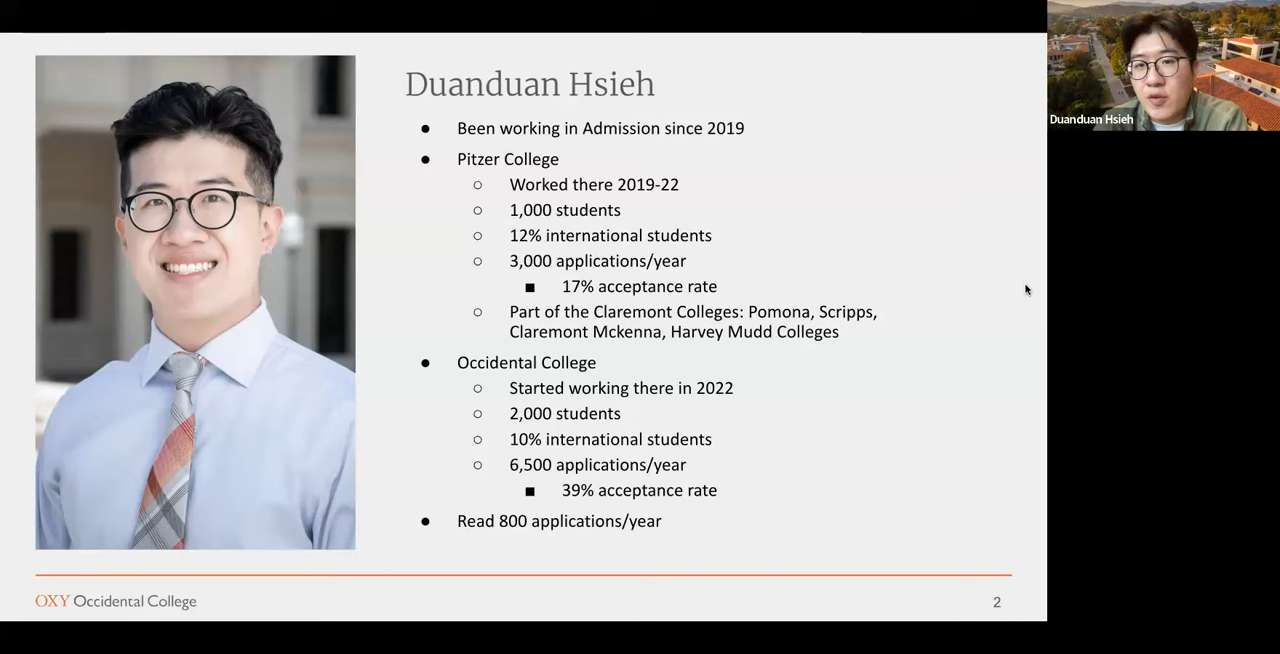 Duanduan Hsieh
● Been working in Admission since 2019
● Pitzer College
○ Worked there 2019-22
○ 1,000 students
○ 12% international students
○ 3,000 applications/year
■ 17% acceptance rate
○ Part of the Claremont Colleges: Pomona, Scripps,
Claremont Mckenna, Harvey Mudd Colleges
● Occidental College
○ Started working there in 2022
○ 2,000 students
○ 10% international students
○ 6,500 applications/year
■ 39% acceptance rate
● Read 800 applications/year
OXY Occidental College
2
Duanduan Hsieh